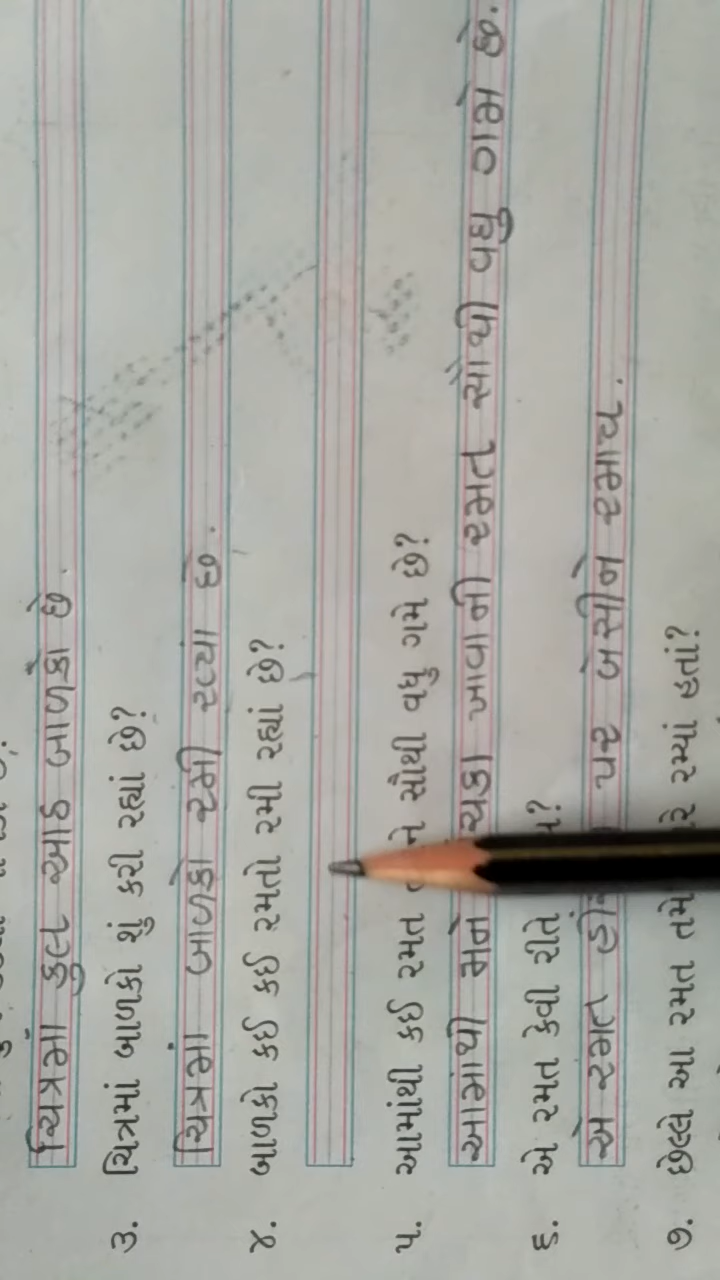 ચિત્રમાં કુલ આઠ બાળકો છે.
૩. ચિત્રમાં બાળકો શું કરી રહ્યાં છે?
ચિત્રમાં બાળકો રમી રહ્યા છે.
૪. બાળકો કઈ કઈ રમતો રમી રહ્યાં છે?
૫. આમાંથી કઈ રમત સૌથી વધુ ગમે છે?
આમાંથી મને ખાવાની રમત સૌથી વધુ ગમે છે.
૬. એ રમત કેવી રીતે
એ રમત પર બેસીને રમાય.
૭. છેલ્લે આ રમત તમે રમ્યાં હતાં?